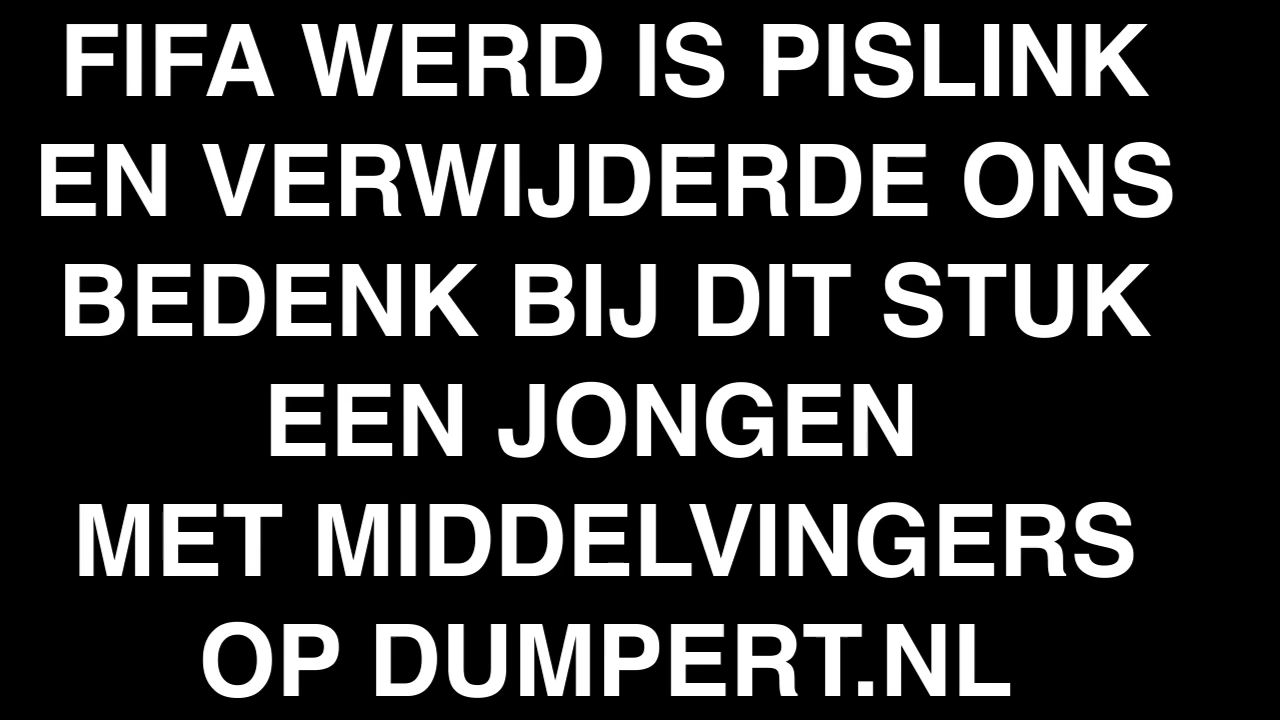 FIFA WERD IS PISLINK
EN VERWIJDERDE ONS
BEDENK BIJ DIT STUK
EEN JONGEN
MET MIDDELVINGERS
OP DUMPERT.NL